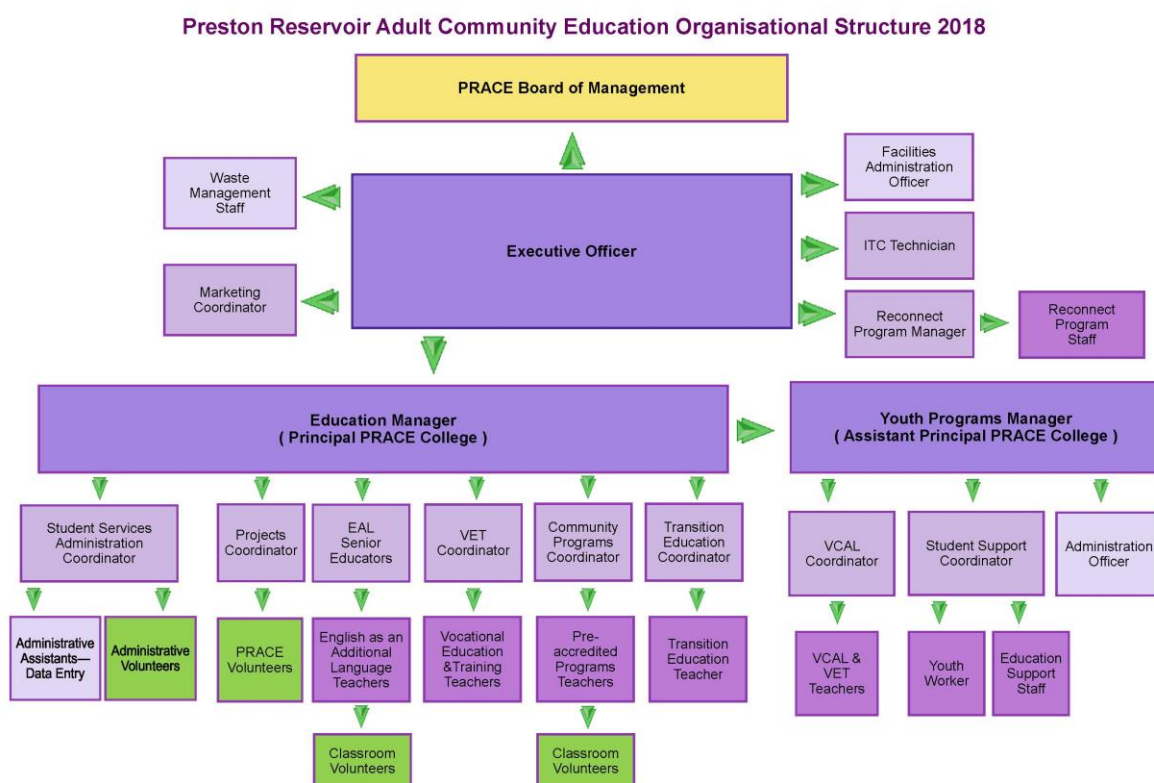 Preston Reservoir Adult Community Education Organisational Structure 2018
PRACE Board of Management
Waste
Management
Staff
Facilities
Administration
Officer
Executive Officer
ITC Technician
Marketing
Coordinator
Reconnect
Program Manager
Reconnect
Program
Staff
Education Manager
( Principal PRACE College )
Youth Programs Manager
( Assistant Principal PRACE College )
Student Services
Administration
Coordinator
Projects
Coordinator
EAL
Senior
Educators
VET
Coordinator
Community
Programs
Coordinator
Transition
Education
Coordinator
VCAL
Coordinator
Student Support
Coordinator
Administration
Officer
Administrative
Assistants—
Data Entry
Administrative
Volunteers
PRACE
Volunteers
English as an
Additional
Language
Teachers
Vocational
Education
&Training
Teachers
Pre-
accredited
Programs
Teachers
Transition
Education
Teacher
VCAL &
VET
Teachers
Youth
Worker
Education
Support
Staff
Classroom
Volunteers
Classroom
Volunteers